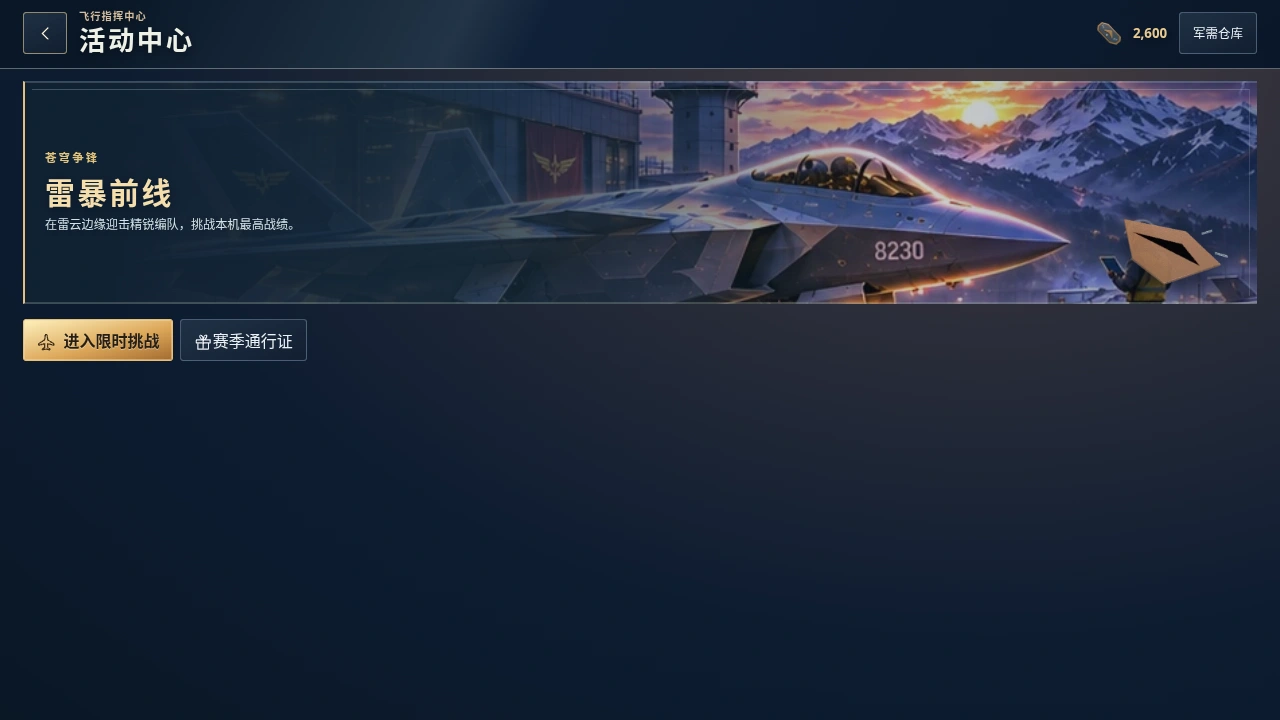 飞行指挥中心
活动中心
2,600
军需仓库
苍穹争锋
雷暴前线
在雷云边缘迎击精锐编队，挑战本机最高战绩。
8230
进入限时挑战
赛季通行证